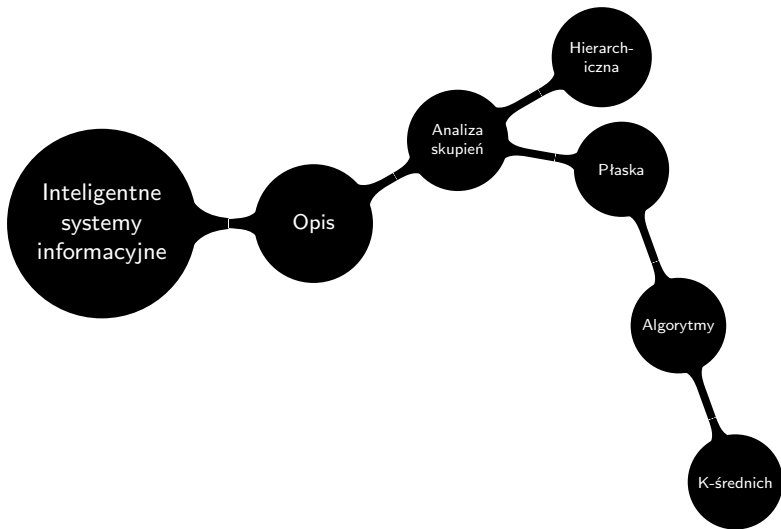 Inteligentne
systemy
informacyjne
Opis
Analiza
skupień
Hierarch-
iczna
Płaska
Algorytmy
K-średnich